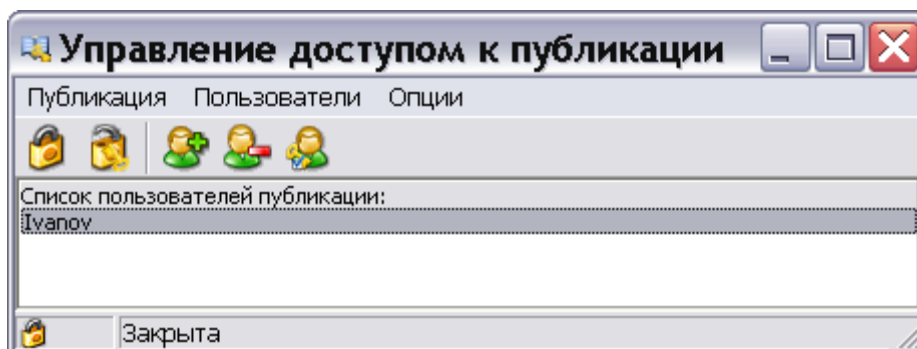 Управление доступом к публикации
Публикация Пользователи Опции
Список пользователей публикации:
Ivanov
Закрыта